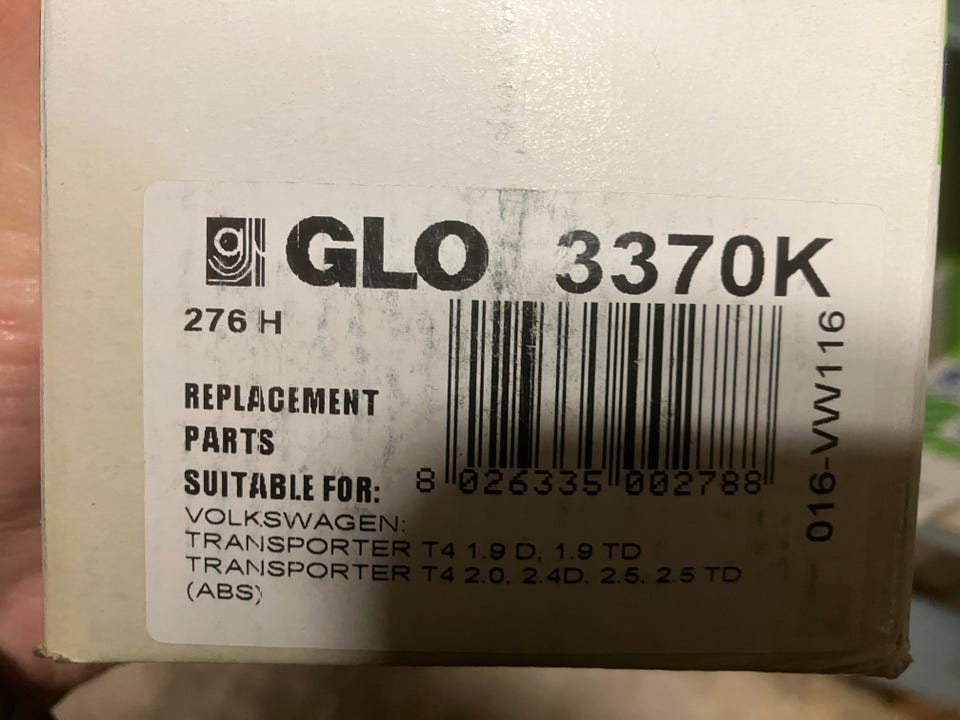 g GLO 3370K
276 H
REPLACEMENT
PARTS
SUITABLE FOR:
8 026335 002788
VOLKSWAGEN:
TRANSPORTER T4 1.9 D, 1.9 TD
TRANSPORTER T4 2.0, 2.4D, 2.5, 2.5 TD
(ABS)
016-VW116